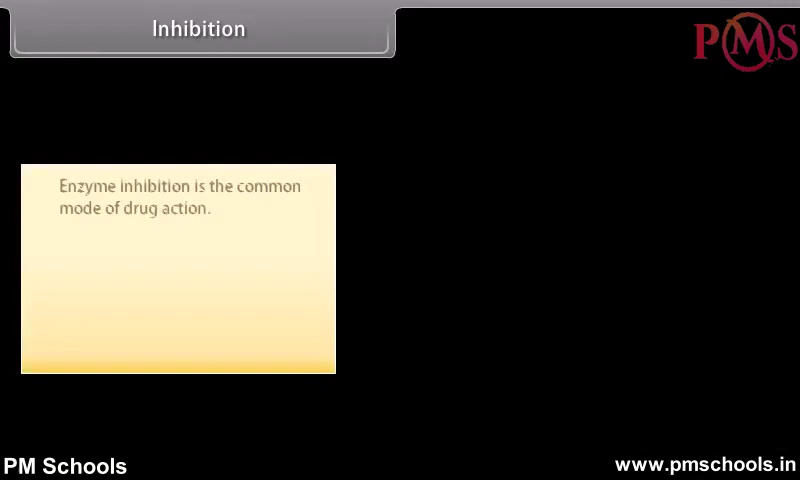 Inhibition
PMS
Enzyme inhibition is the common
mode of drug action.
PM Schools
www.pmschools.in